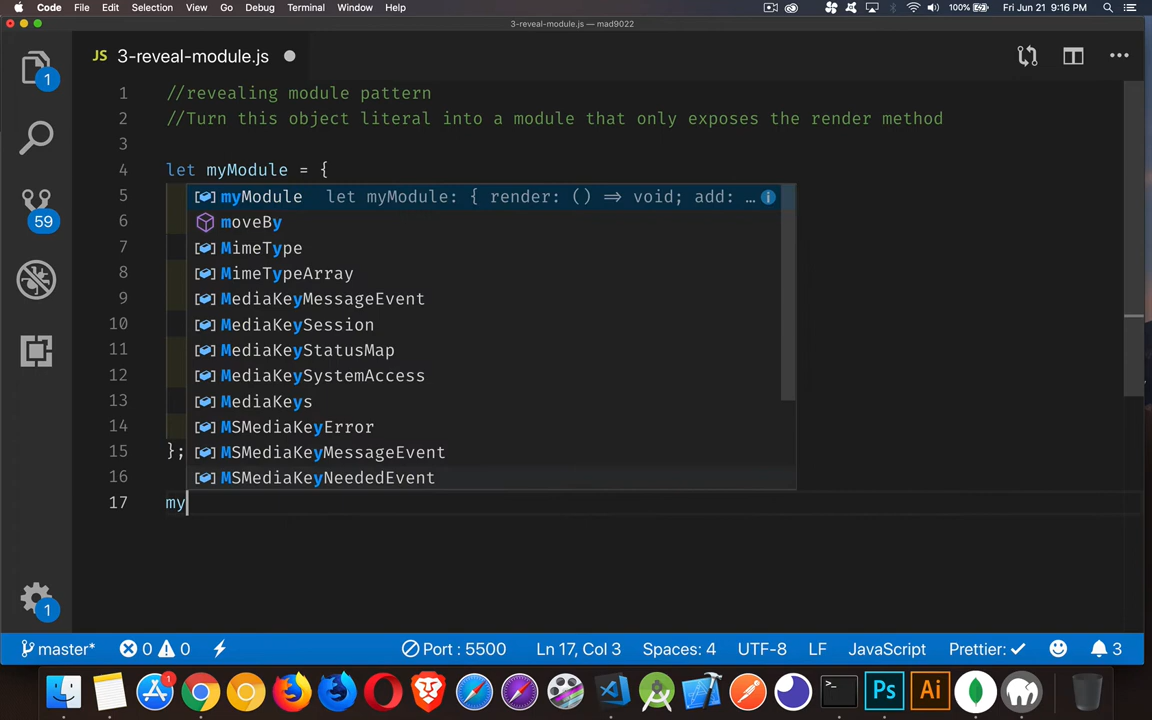 Code File Edit Selection View Go Debug Terminal Window Help 100% Fri Jun 21 9:16 PM
3-reveal-module.js — mad9022
JS 3-reveal-module.js
1 //revealing module pattern
2 //Turn this object literal into a module that only exposes the render method
3
4 let myModule = {
5 myModule let myModule: { render: () => void; add: …
6 moveBy
7 MimeType
8 MimeTypeArray
9 MediaKeyMessageEvent
10 MediaKeySession
11 MediaKeyStatusMap
12 MediaKeySystemAccess
13 MediaKeys
14 MSMediaKeyError
15 }; MSMediaKeyMessageEvent
16 MSMediaKeyNeededEvent
17 my
1
59
1
master* 0 0 Port : 5500 Ln 17, Col 3 Spaces: 4 UTF-8 LF JavaScript Prettier: ✓ 3
1 >_ Ps Ai